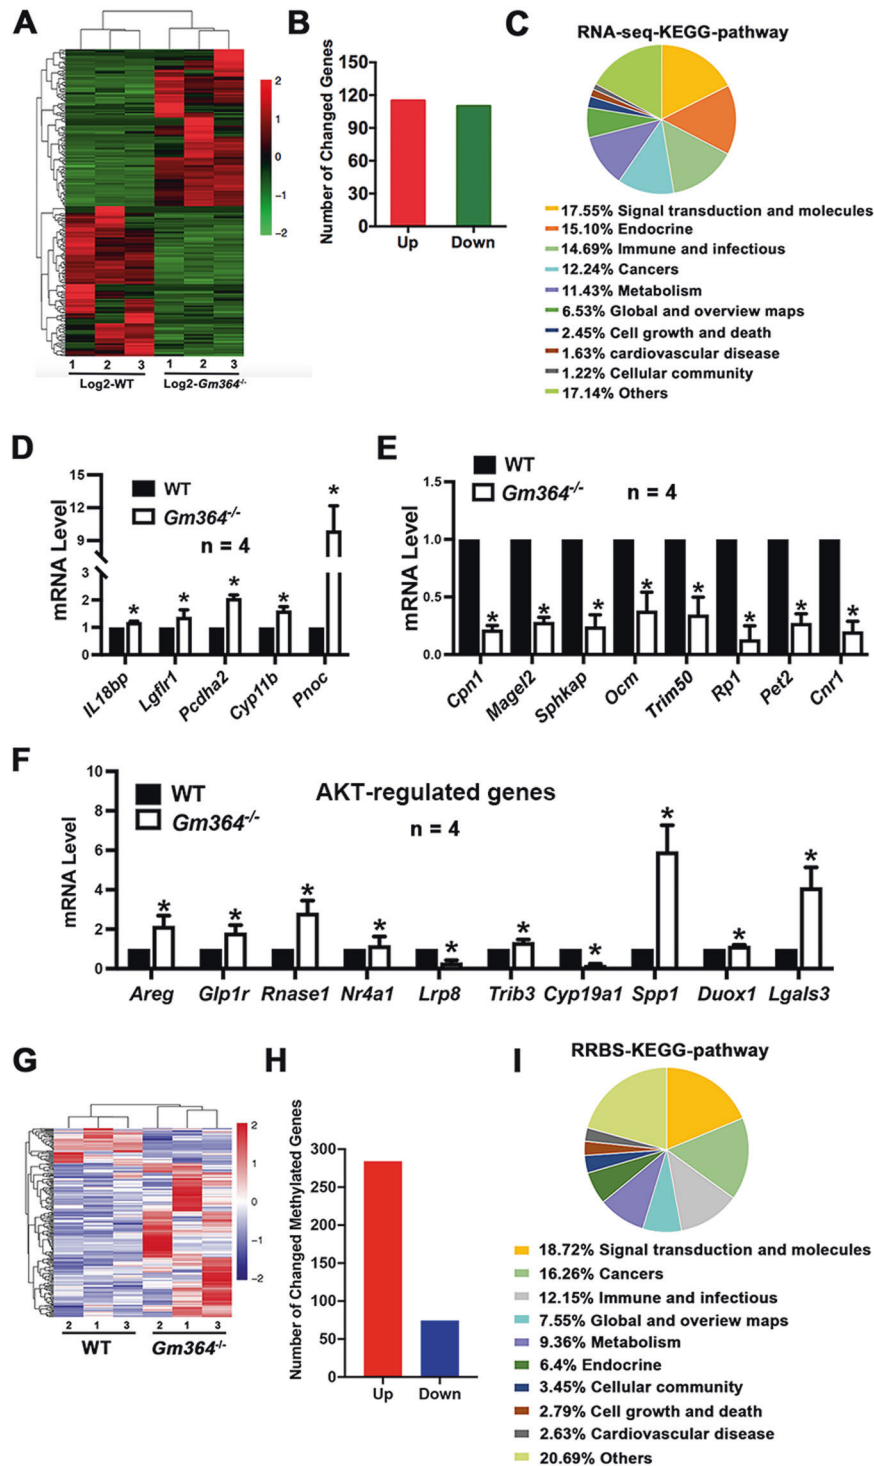 A
2
1
0
−1
−2
1 2 3 1 2 3
Log2-WT Log2-Gm364-/-
B
Number of Changed Genes
150
120
90
60
30
0
Up Down
C
RNA-seq-KEGG-pathway
17.55% Signal transduction and molecules
15.10% Endocrine
14.69% Immune and infectious
12.24% Cancers
11.43% Metabolism
6.53% Global and overview maps
2.45% Cell growth and death
1.63% cardiovascular disease
1.22% Cellular community
17.14% Others
D
mRNA Level
15
12
9
3
2
1
0
WT
Gm364-/-
n = 4
* * * * *
IL18bp Lgflr1 Pcdha2 Cyp11b Pnoc
E
mRNA Level
1.5
1.0
0.5
0.0
WT
Gm364-/-
n = 4
* * * * * * * *
Cpn1 Magel2 Sphkap Ocm Trim50 Rp1 Pet2 Cnr1
F
mRNA Level
10
8
6
4
2
0
WT
Gm364-/-
AKT-regulated genes
n = 4
* * * * * * * * * *
Areg Glp1r Rnase1 Nr4a1 Lrp8 Trib3 Cyp19a1 Spp1 Duox1 Lgals3
G
2
1
0
−1
−2
2 1 3 2 1 3
WT Gm364-/-
H
Number of Changed Methylated Genes
300
250
200
150
100
50
0
Up Down
I
RRBS-KEGG-pathway
18.72% Signal transduction and molecules
16.26% Cancers
12.15% Immune and infectious
7.55% Global and overiew maps
9.36% Metabolism
6.4% Endocrine
3.45% Cellular community
2.79% Cell growth and death
2.63% Cardiovascular disease
20.69% Others